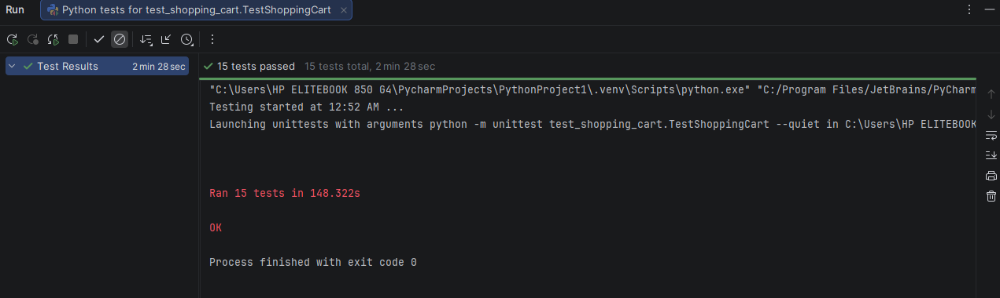 Run
Python tests for test_shopping_cart.TestShoppingCart
Test Results 2 min 28 sec
15 tests passed 15 tests total, 2 min 28 sec
"C:\Users\HP ELITEBOOK 850 G4\PycharmProjects\PythonProject1\.venv\Scripts\python.exe" "C:/Program Files/JetBrains/PyCharm
Testing started at 12:52 AM ...
Launching unittests with arguments python -m unittest test_shopping_cart.TestShoppingCart --quiet in C:\Users\HP ELITEBOOK
Ran 15 tests in 148.322s
OK
Process finished with exit code 0